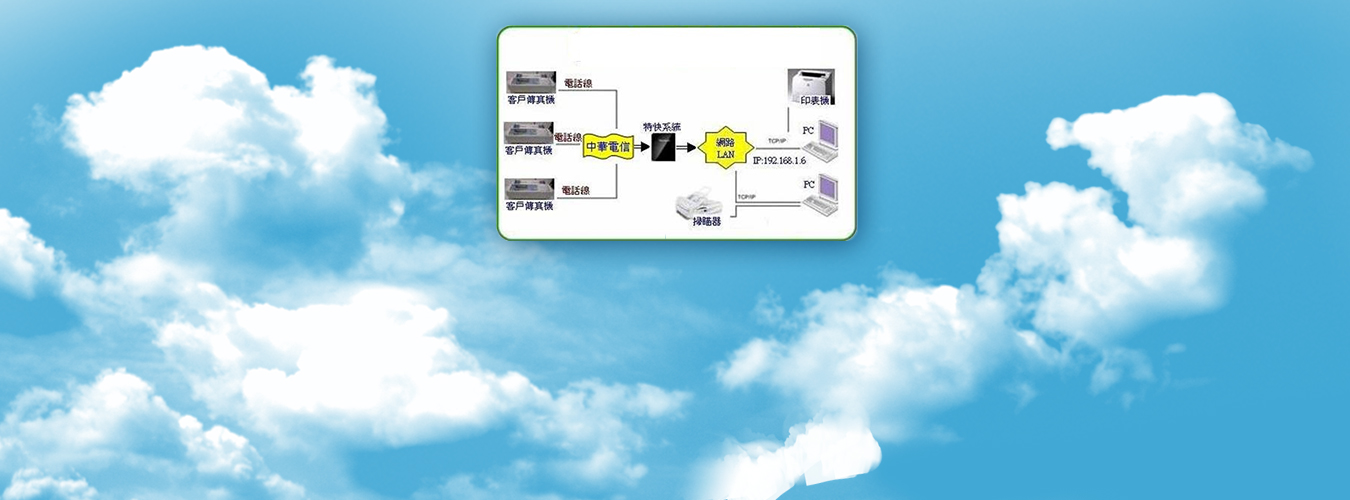 電話線
客戶傳真機
電話線
客戶傳真機
電話線
客戶傳真機
中華電信
特快系統
網路
LAN
印表機
TCP/IP
PC
IP:192.168.1.6
PC
TCP/IP
掃瞄器